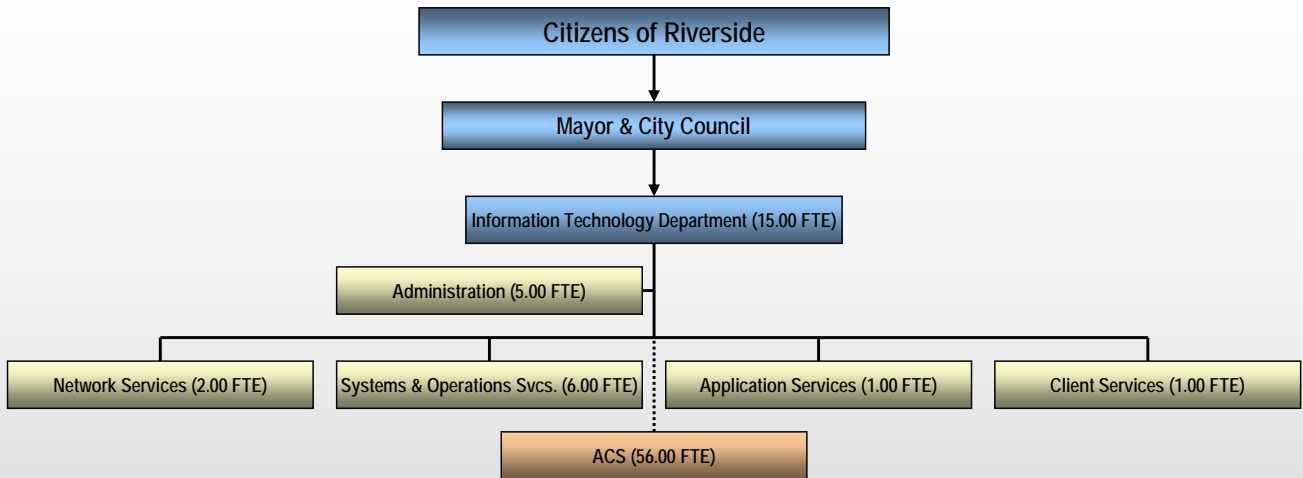 Citizens of Riverside
Mayor & City Council
Information Technology Department (15.00 FTE)
Administration (5.00 FTE)
Network Services (2.00 FTE)
Systems & Operations Svcs. (6.00 FTE)
Application Services (1.00 FTE)
Client Services (1.00 FTE)
ACS (56.00 FTE)